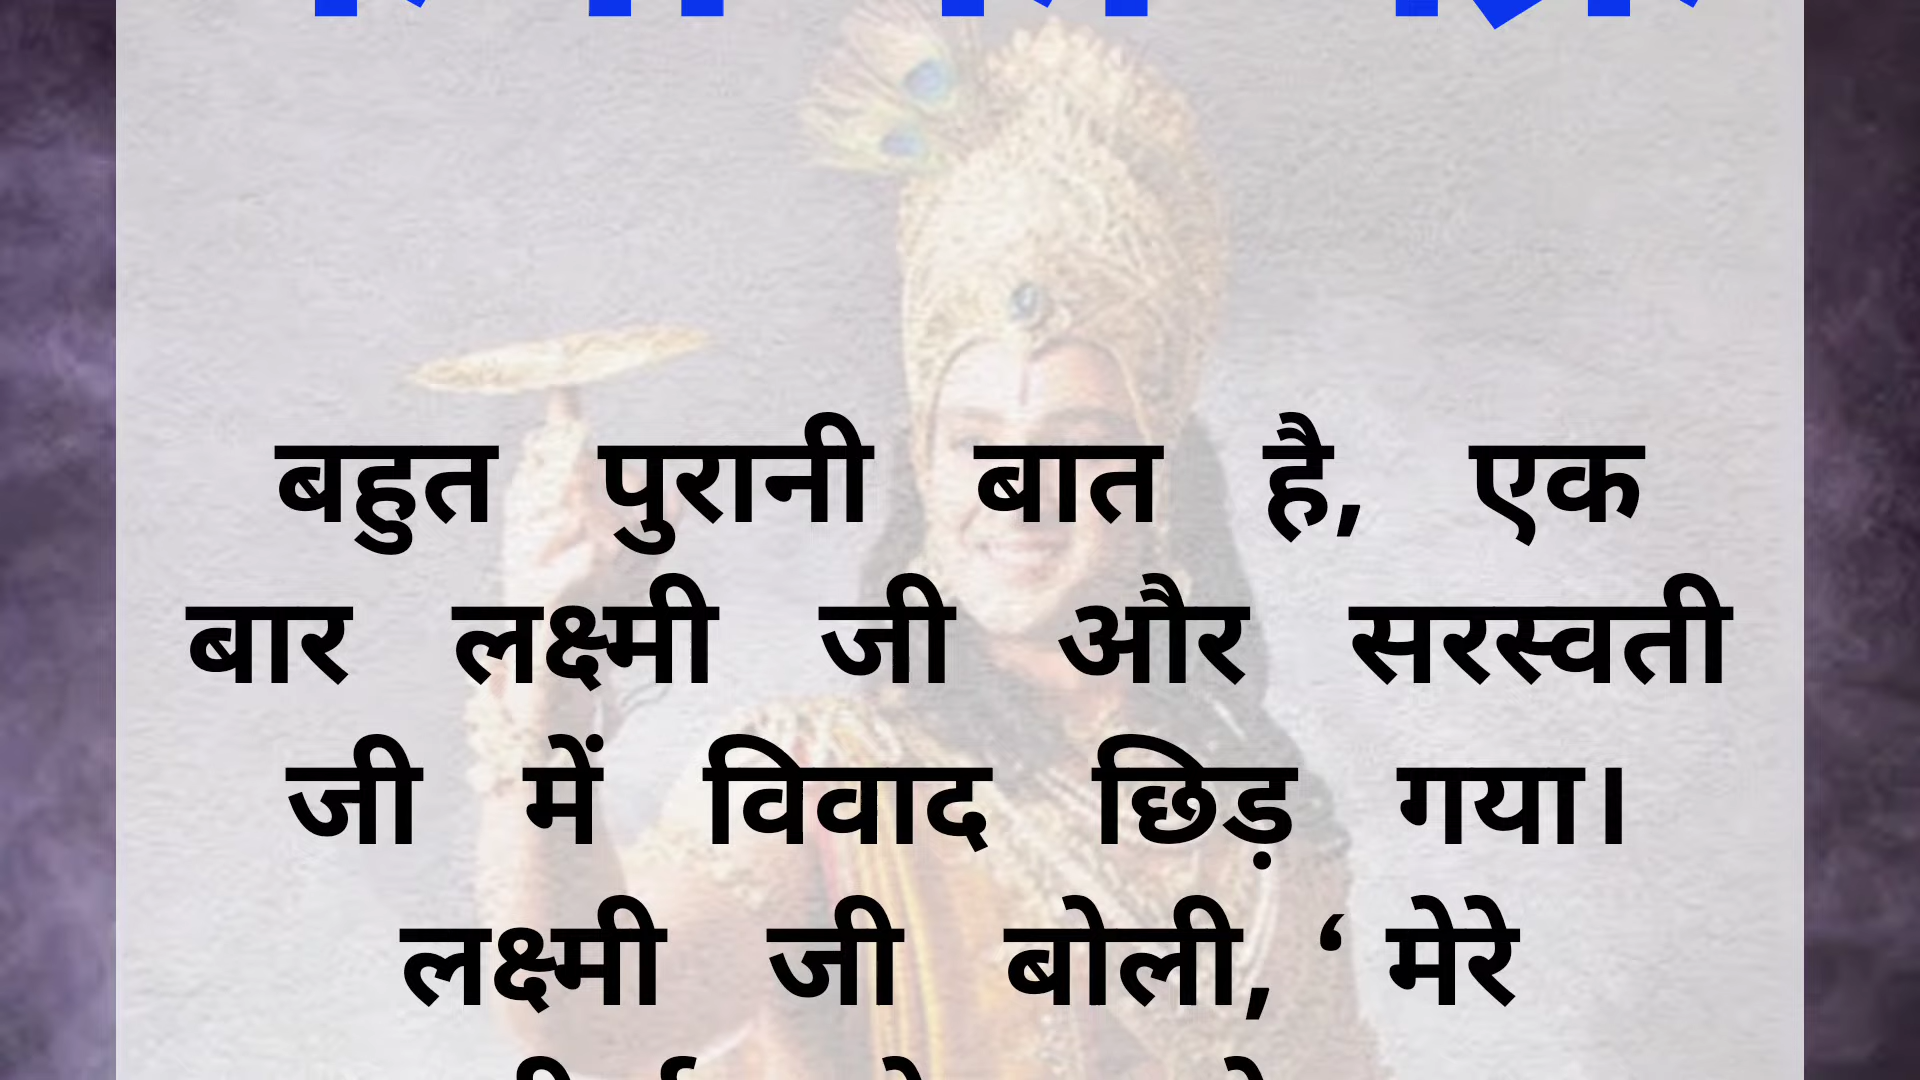 बहुत पुरानी बात है, एक
बार लक्ष्मी जी और सरस्वती
जी में विवाद छिड़ गया।
लक्ष्मी जी बोली, ‘ मेरे